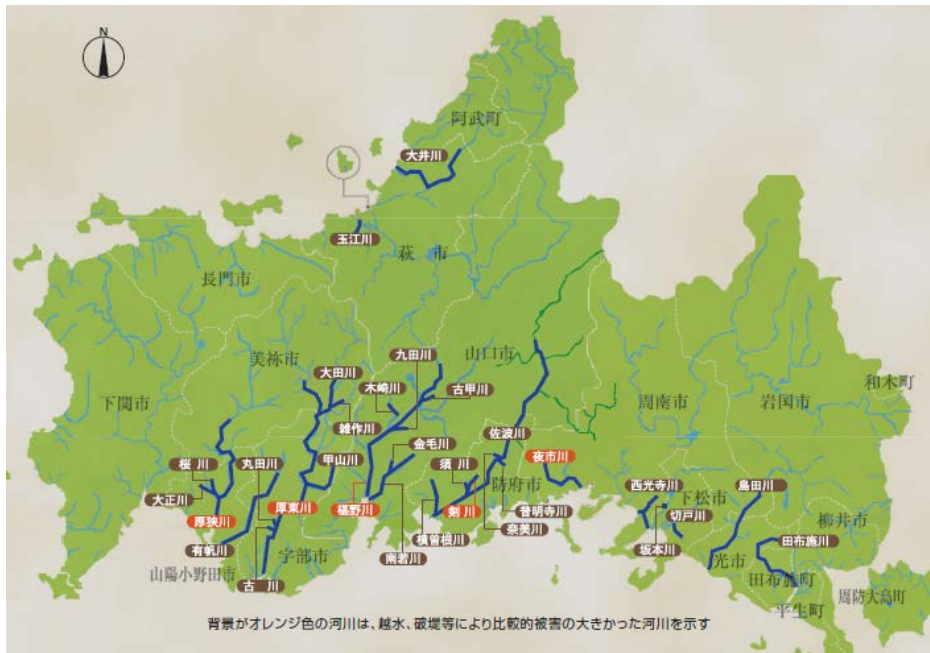 N
阿武町
大井川
玉江川
萩 市
長門市
九田川
山口市
美祢市
大田川
木崎川
古甲川
和木町
下関市
周南市
岩国市
雑作川
佐波川
金毛川
桜 川
丸田川
甲山川
須 川
夜市川
大正川
防府市
西光寺川
下松市
島田川
厚狭川
厚東川
椹野川
剣 川
普明寺川
切戸川
柳井市
有帆川
宇部市
南若川
横曽根川
奈美川
坂本川
田布施川
山陽小野田市
光市
古 川
田布施町
周防大島町
平生町
背景がオレンジ色の河川は、越水、破堤等により比較的被害の大きかった河川を示す